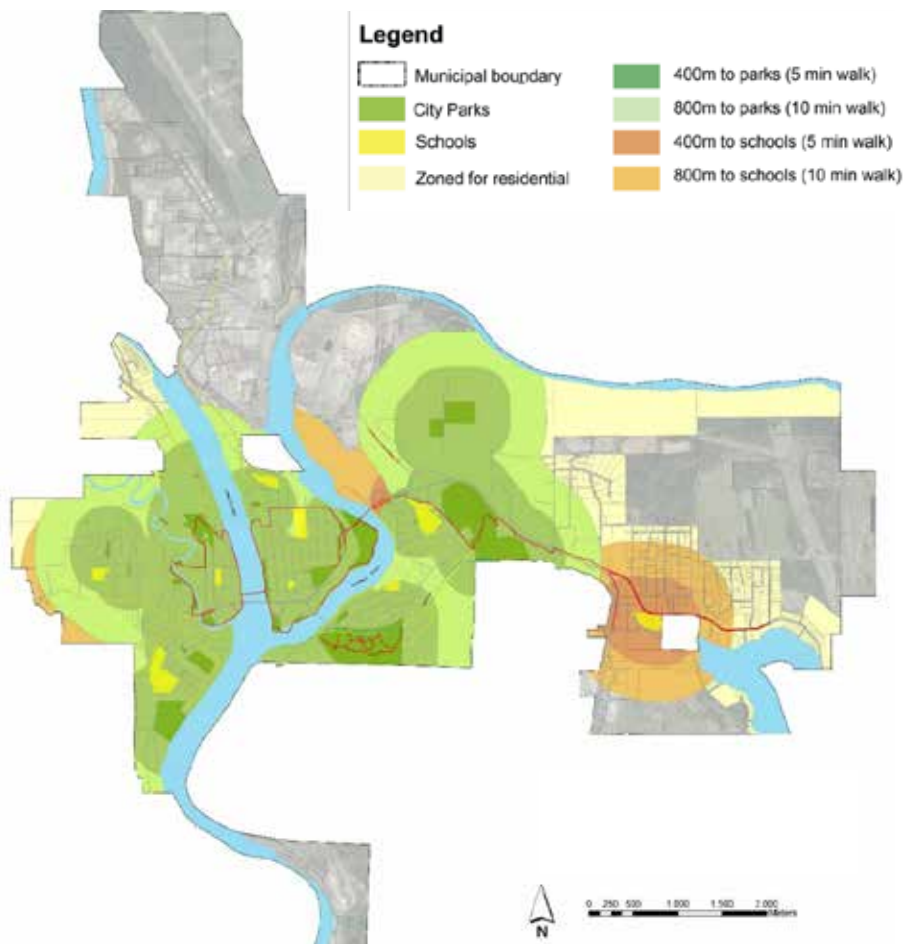 Legend
Municipal boundary
City Parks
Schools
Zoned for residential
400m to parks (5 min walk)
800m to parks (10 min walk)
400m to schools (5 min walk)
800m to schools (10 min walk)
N
0 250 500 1 000 1 500 2 000
Meters